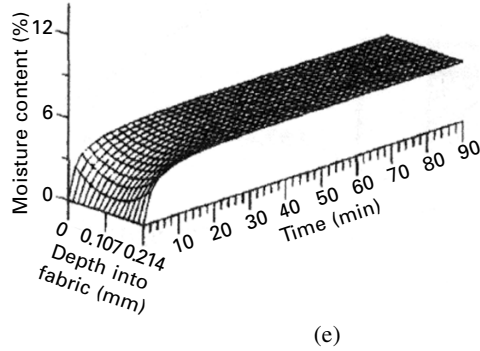 Moisture content (%)
12
6
0
0 0.107 0.214
Depth into
fabric (mm)
10 20 30 40 50 60 70 80 90
Time (min)
(e)